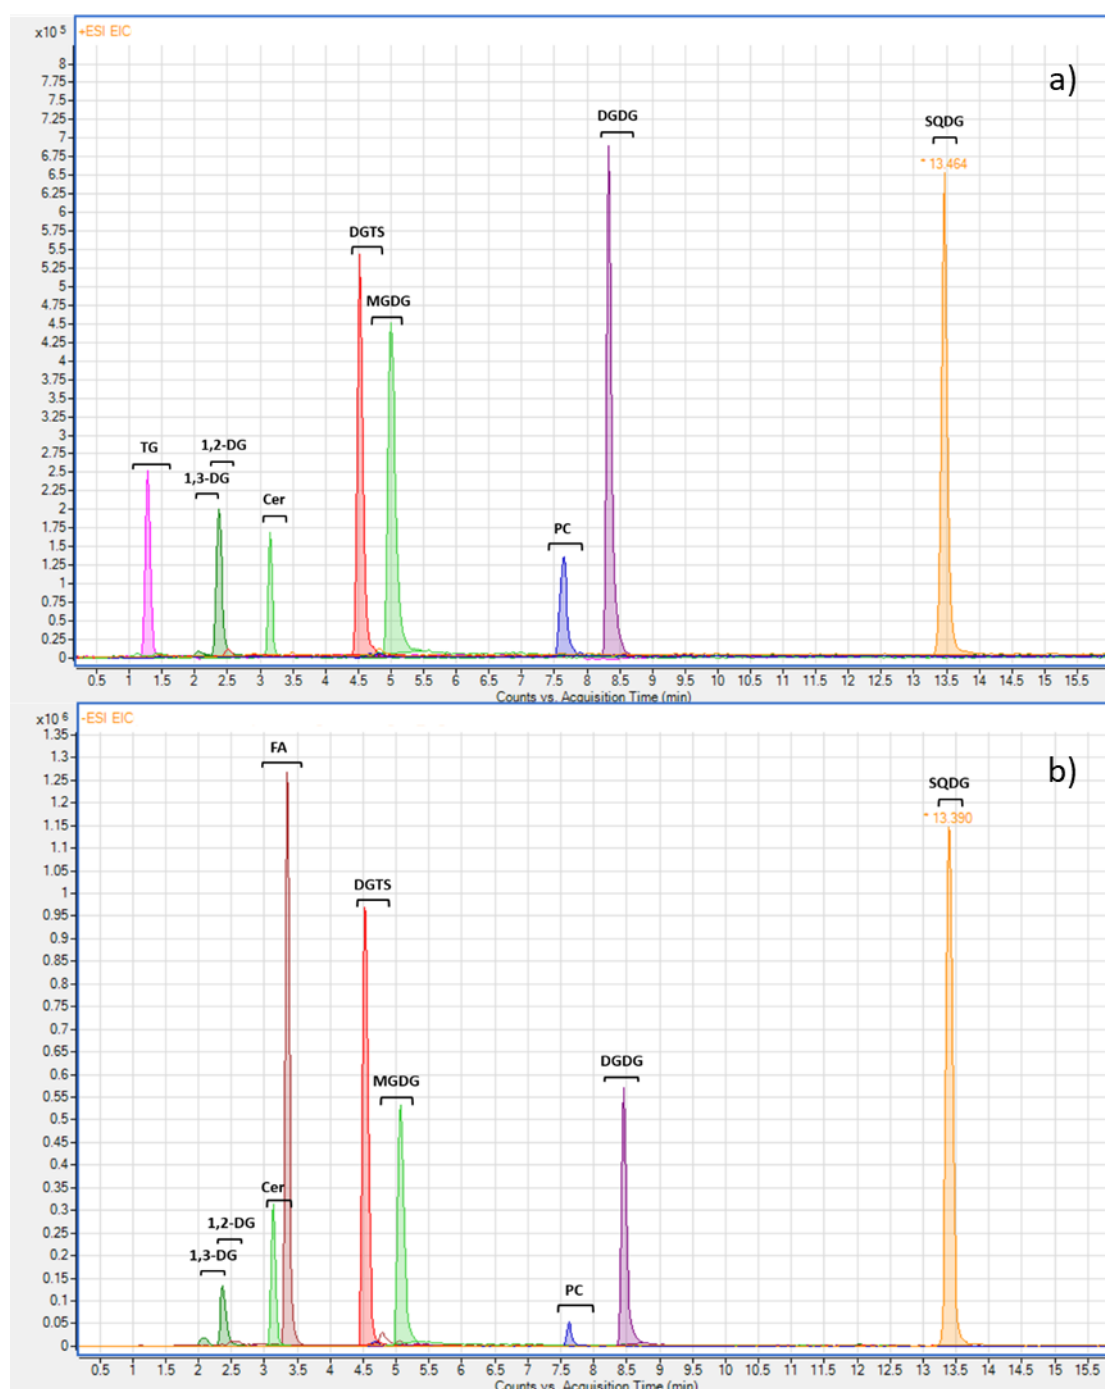 x10 5
+ESI EIC
a)
8
7.75
7.5
7.25
7
6.75
6.5
6.25
6
5.75
5.5
5.25
5
4.75
4.5
4.25
4
3.75
3.5
3.25
3
2.75
2.5
2.25
2
1.75
1.5
1.25
1
0.75
0.5
0.25
0
TG
1,3-DG
1,2-DG
Cer
DGTS
MGDG
PC
DGDG
SQDG
* 13.464
0.5 1 1.5 2 2.5 3 3.5 4 4.5 5 5.5 6 6.5 7 7.5 8 8.5 9 9.5 10 10.5 11 11.5 12 12.5 13 13.5 14 14.5 15 15.5
Counts vs. Acquisition Time (min)
x10 6
-ESI EIC
b)
1.35
1.3
1.25
1.2
1.15
1.1
1.05
1
0.95
0.9
0.85
0.8
0.75
0.7
0.65
0.6
0.55
0.5
0.45
0.4
0.35
0.3
0.25
0.2
0.15
0.1
0.05
0
1,3-DG
1,2-DG
Cer
FA
DGTS
MGDG
PC
DGDG
SQDG
* 13.390
0.5 1 1.5 2 2.5 3 3.5 4 4.5 5 5.5 6 6.5 7 7.5 8 8.5 9 9.5 10 10.5 11 11.5 12 12.5 13 13.5 14 14.5 15 15.5
Counts vs. Acquisition Time (min)